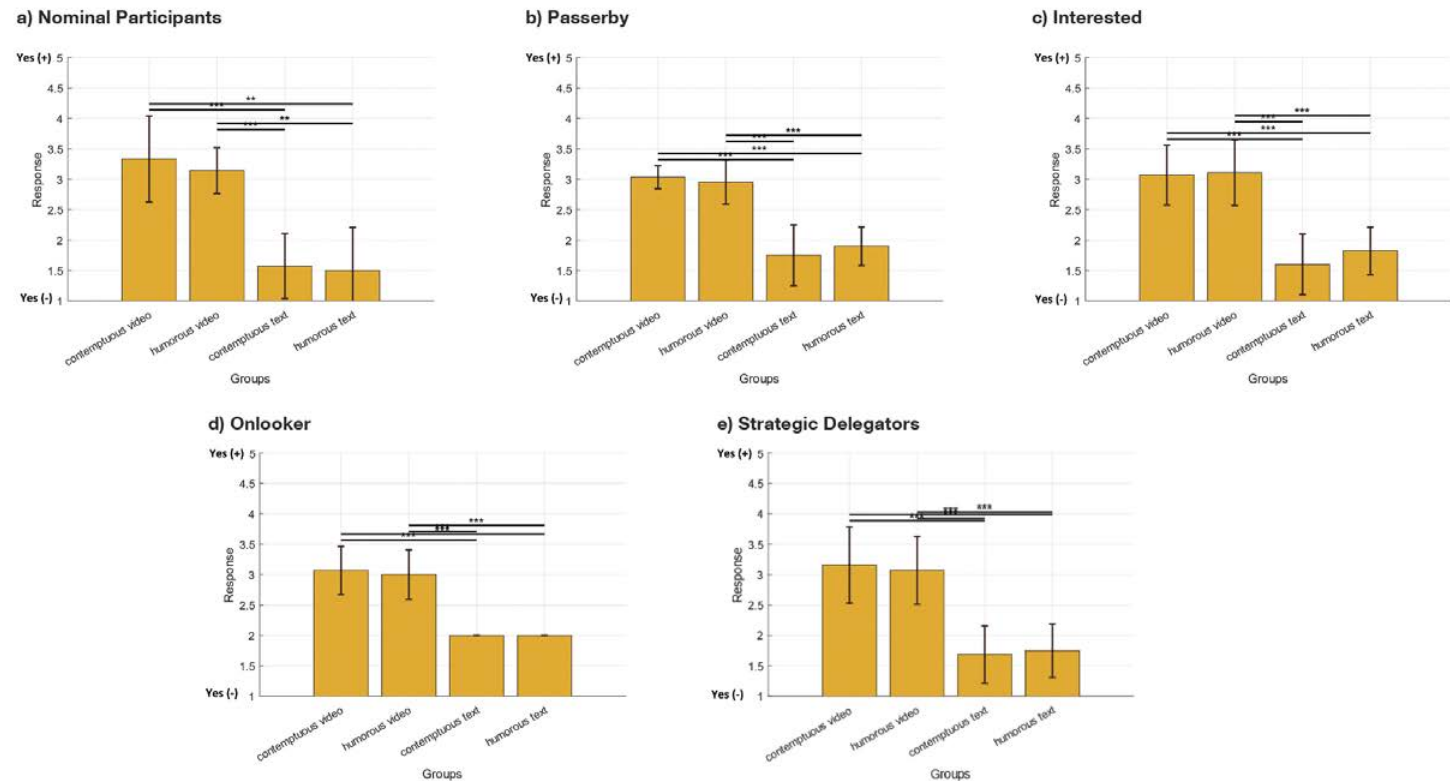 a) Nominal Participants
Yes (+) 5
4.5
4
3.5
3
2.5
2
1.5
Yes (-) 1
Response
**
***
**
***
contemptuous video
humorous video
contemptuous text
humorous text
Groups
b) Passerby
Yes (+) 5
4.5
4
3.5
3
2.5
2
1.5
Yes (-) 1
Response
***
***
***
***
contemptuous video
humorous video
contemptuous text
humorous text
Groups
c) Interested
Yes (+) 5
4.5
4
3.5
3
2.5
2
1.5
Yes (-) 1
Response
***
***
***
***
contemptuous video
humorous video
contemptuous text
humorous text
Groups
d) Onlooker
Yes (+) 5
4.5
4
3.5
3
2.5
2
1.5
Yes (-) 1
Response
***
***
***
contemptuous video
humorous video
contemptuous text
humorous text
Groups
e) Strategic Delegators
Yes (+) 5
4.5
4
3.5
3
2.5
2
1.5
Yes (-) 1
Response
***
***
***
contemptuous video
humorous video
contemptuous text
humorous text
Groups